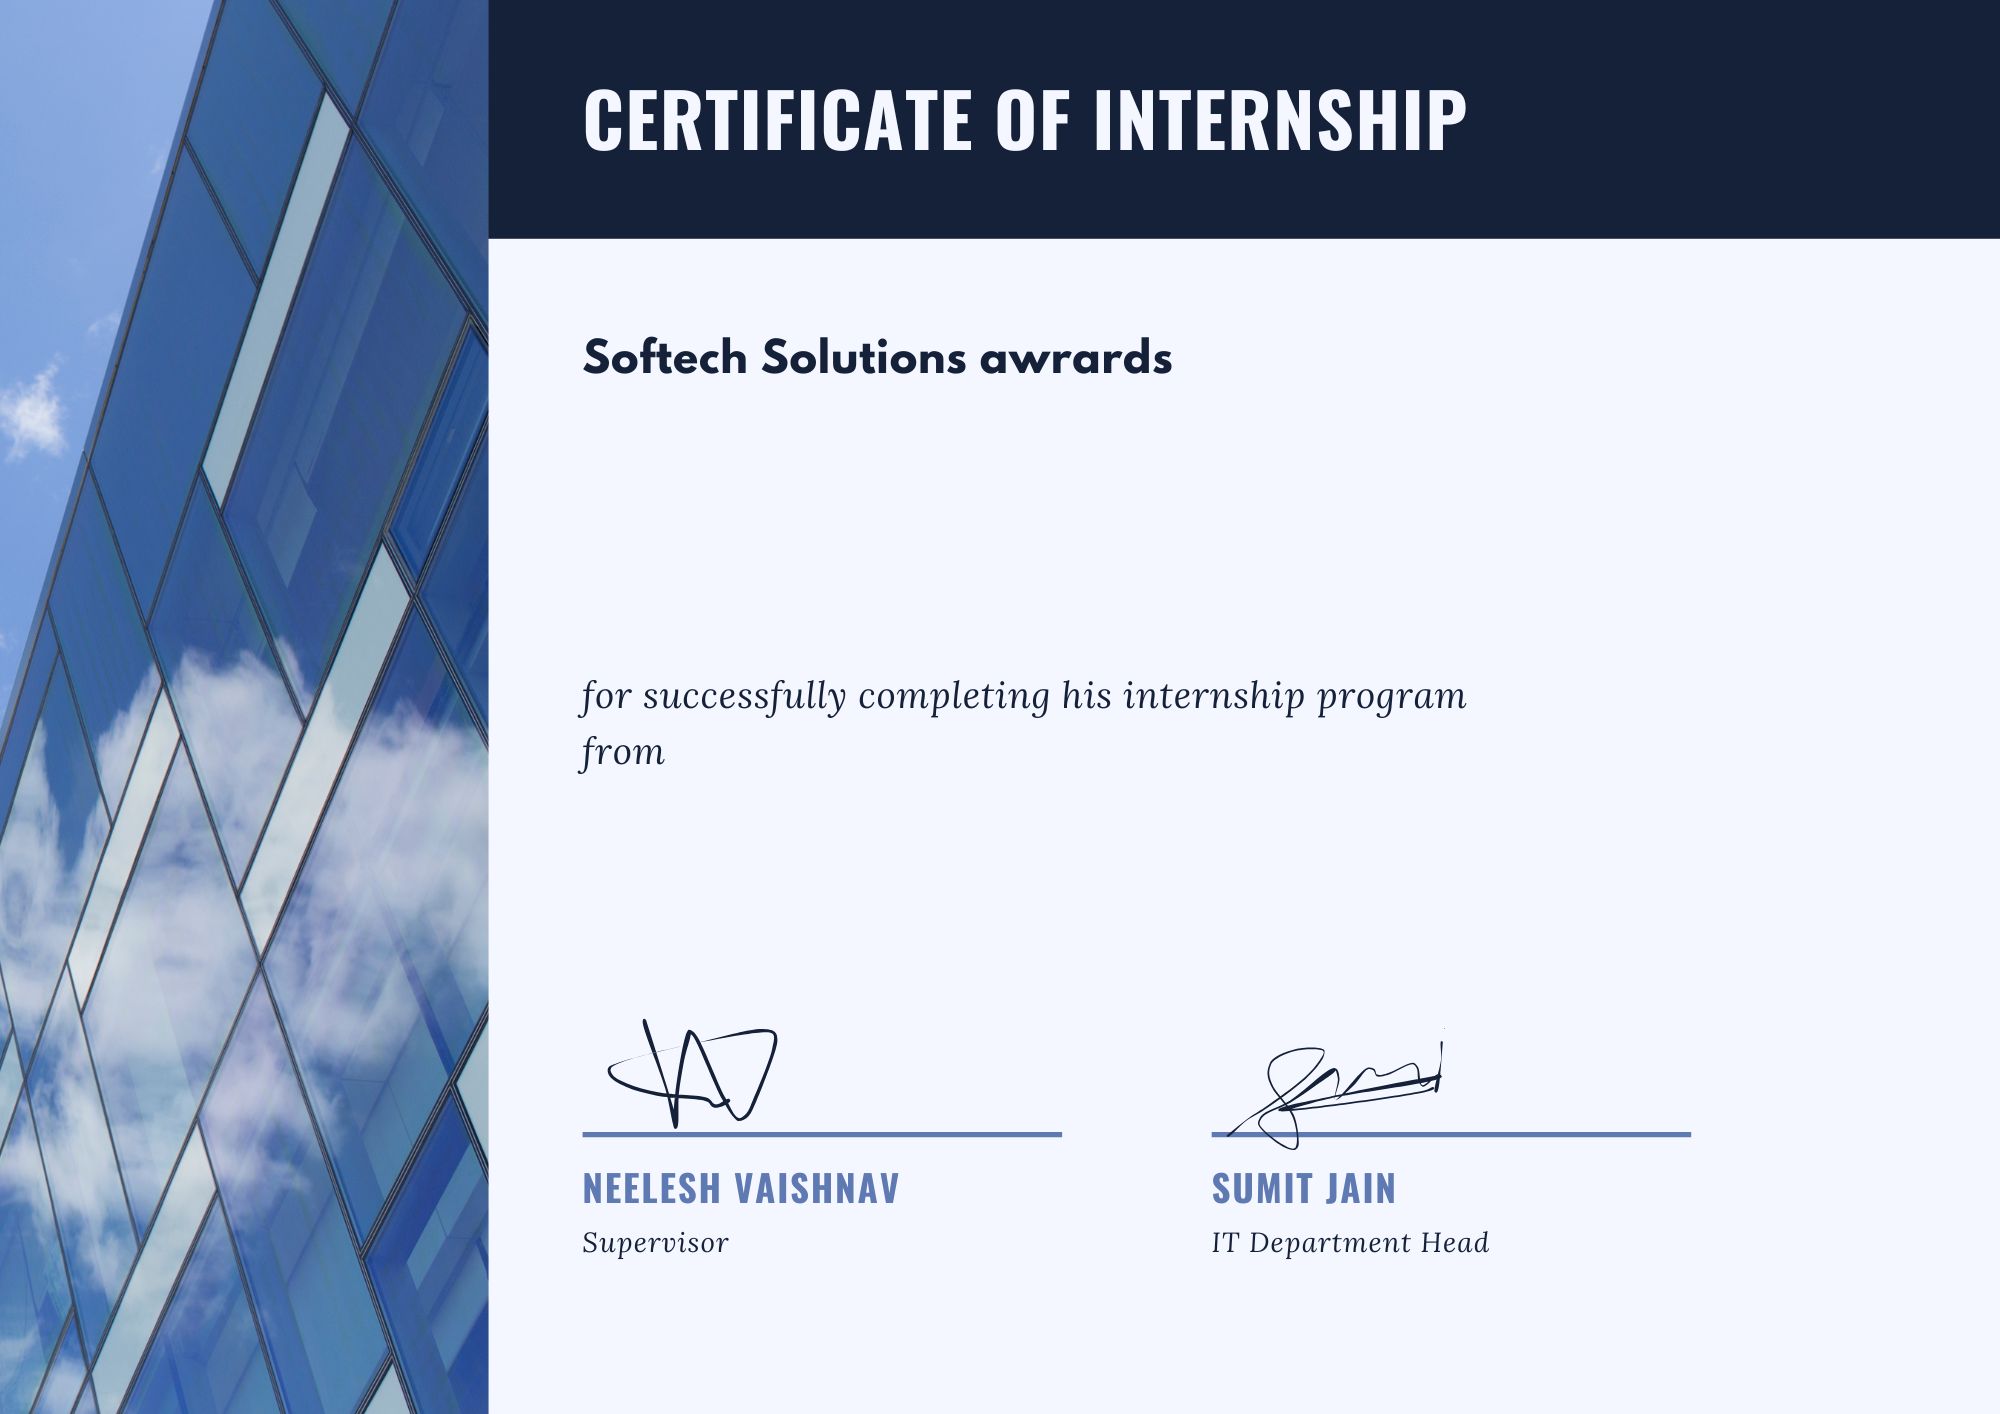 CERTIFICATE OF INTERNSHIP
Softech Solutions awrards
for successfully completing his internship program
from
NEELESH VAISHNAV
Supervisor
SUMIT JAIN
IT Department Head